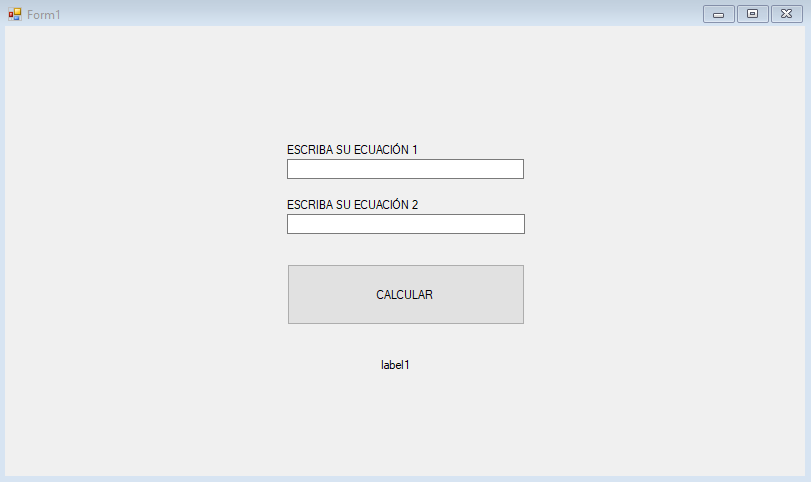 Form1
ESCRIBA SU ECUACIÓN 1
ESCRIBA SU ECUACIÓN 2
CALCULAR
label1